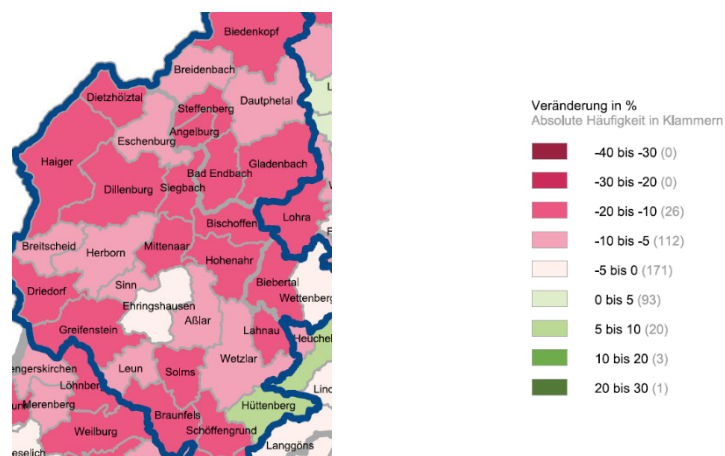 Biedenkopf
Breidenbach
Dietzhölztal
Dautphetal
Steffenberg
Angelburg
Eschenburg
Haiger
Gladenbach
Bad Endbach
Siegbach
Dillenburg
Lohra
Bischoffen
Breitscheid
Herborn
Mittenaar
Hohenahr
Sinn
Biebertal
Driedorf
Wettenberg
Ehringshausen
Aßlar
Greifenstein
Lahnau
Heuchel
Wetzlar
engerskirchen
Leun
Solms
Löhnber
Merenberg
Hüttenberg
Braunfels
Weilburg
Schöffengrund
Langgöns
eselich
Veränderung in %
Absolute Häufigkeit in Klammern
-40 bis -30 (0)
-30 bis -20 (0)
-20 bis -10 (26)
-10 bis -5 (112)
-5 bis 0 (171)
0 bis 5 (93)
5 bis 10 (20)
10 bis 20 (3)
20 bis 30 (1)